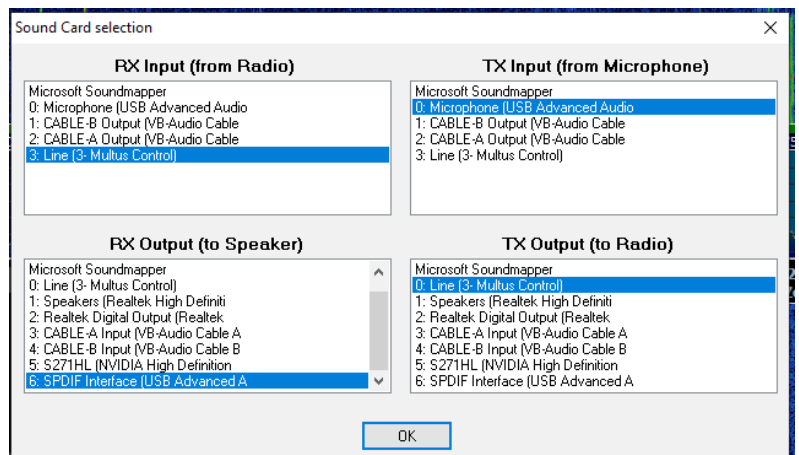 Sound Card selection
RX Input (from Radio)
Microsoft Soundmapper
0: Microphone (USB Advanced Audio
1: CABLE-B Output (VB-Audio Cable
2: CABLE-A Output (VB-Audio Cable
3: Line (3- Multus Control)
TX Input (from Microphone)
Microsoft Soundmapper
0: Microphone (USB Advanced Audio
1: CABLE-B Output (VB-Audio Cable
2: CABLE-A Output (VB-Audio Cable
3: Line (3- Multus Control)
RX Output (to Speaker)
Microsoft Soundmapper
0: Line (3- Multus Control)
1: Speakers (Realtek High Definiti
2: Realtek Digital Output (Realtek
3: CABLE-A Input (VB-Audio Cable A
4: CABLE-B Input (VB-Audio Cable B
5: S271HL (NVIDIA High Definition
6: SPDIF Interface (USB Advanced A
TX Output (to Radio)
Microsoft Soundmapper
0: Line (3- Multus Control)
1: Speakers (Realtek High Definiti
2: Realtek Digital Output (Realtek
3: CABLE-A Input (VB-Audio Cable A
4: CABLE-B Input (VB-Audio Cable B
5: S271HL (NVIDIA High Definition
6: SPDIF Interface (USB Advanced A
OK